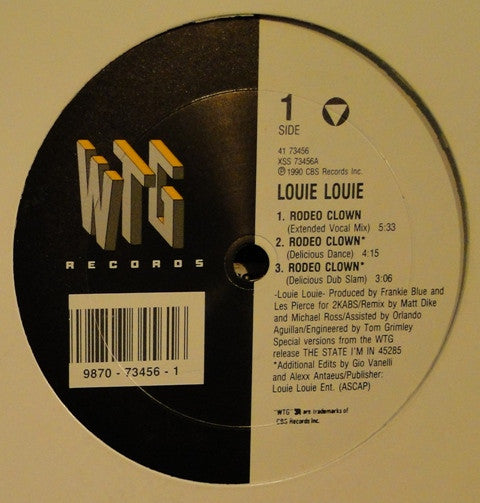 WTG
RECORDS
9870 - 73456 - 1
1
SIDE
41 73456
XSS 73456A
Ⓟ 1990 CBS Records Inc.
LOUIE LOUIE
1. RODEO CLOWN
(Extended Vocal Mix) 5:33
2. RODEO CLOWN*
(Delicious Dance) 4:15
3. RODEO CLOWN*
(Delicious Dub Slam) 3:06
-Louie Louie- Produced by Frankie Blue and
Les Pierce for 2KABS/Remix by Matt Dike
and Michael Ross/Assisted by Orlando
Aguillan/Engineered by Tom Grimley
Special versions from the WTG
release THE STATE I'M IN 45285
*Additional Edits by Gio Vanelli
and Alexx Antaeus/Publisher:
Louie Louie Ent. (ASCAP)
"WTG" are trademarks of
CBS Records Inc.